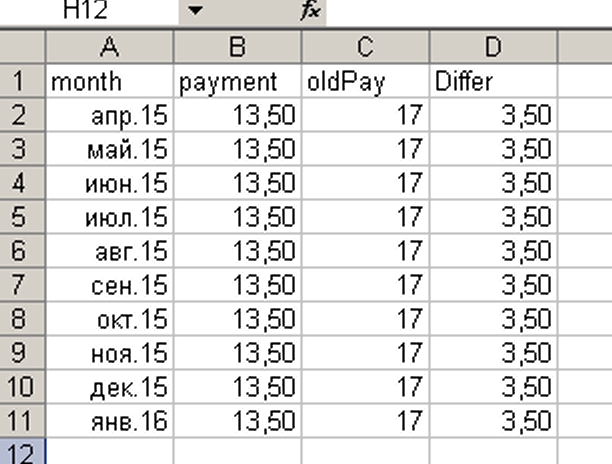 H12 fx
A B C D
1 month payment oldPay Differ
2 апр.15 13,50 17 3,50
3 май.15 13,50 17 3,50
4 июн.15 13,50 17 3,50
5 июл.15 13,50 17 3,50
6 авг.15 13,50 17 3,50
7 сен.15 13,50 17 3,50
8 окт.15 13,50 17 3,50
9 ноя.15 13,50 17 3,50
10 дек.15 13,50 17 3,50
11 янв.16 13,50 17 3,50
12